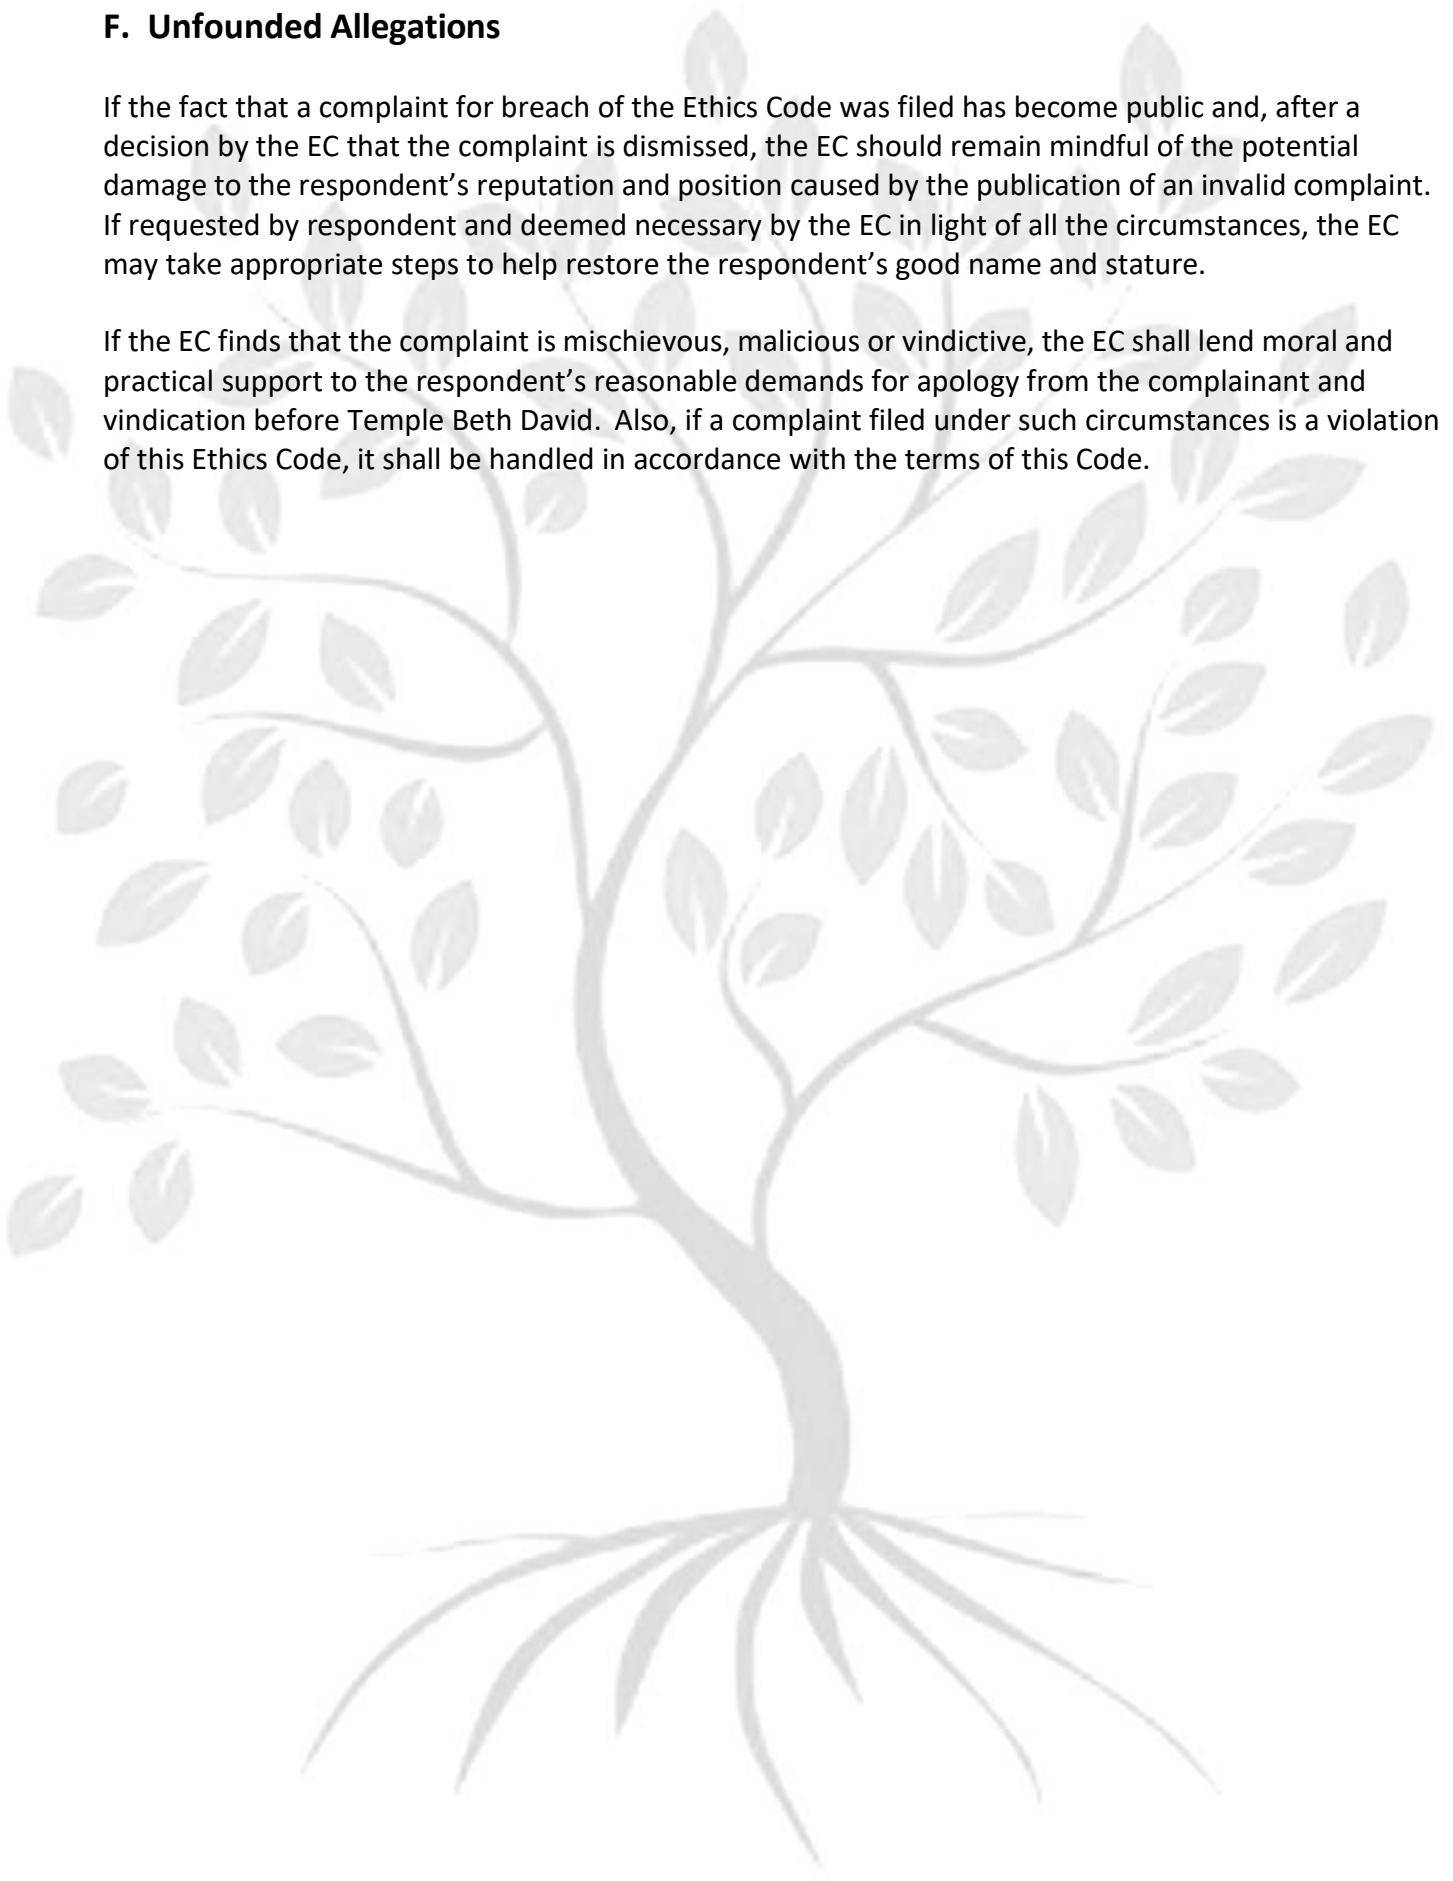 F. Unfounded Allegations
If the fact that a complaint for breach of the Ethics Code was filed has become public and, after a
decision by the EC that the complaint is dismissed, the EC should remain mindful of the potential
damage to the respondent’s reputation and position caused by the publication of an invalid complaint.
If requested by respondent and deemed necessary by the EC in light of all the circumstances, the EC
may take appropriate steps to help restore the respondent’s good name and stature.
If the EC finds that the complaint is mischievous, malicious or vindictive, the EC shall lend moral and
practical support to the respondent’s reasonable demands for apology from the complainant and
vindication before Temple Beth David.  Also, if a complaint filed under such circumstances is a violation
of this Ethics Code, it shall be handled in accordance with the terms of this Code.